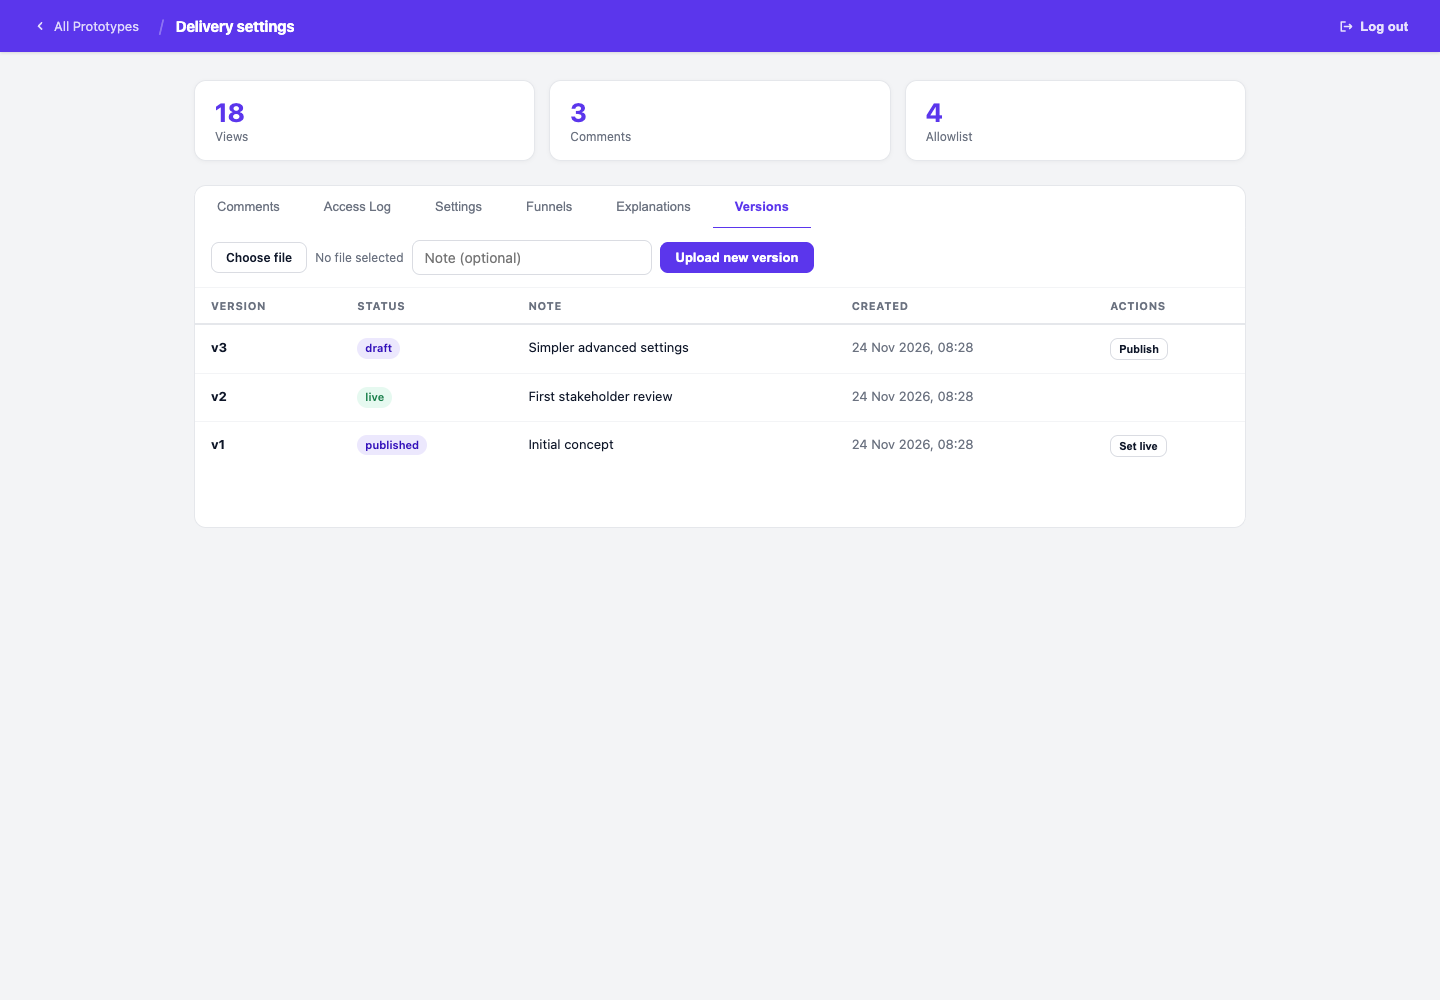 All Prototypes / Delivery settings
Log out
18
Views
3
Comments
4
Allowlist
Comments Access Log Settings Funnels Explanations Versions
Choose file No file selected Note (optional) Upload new version
VERSION STATUS NOTE CREATED ACTIONS
v3 draft Simpler advanced settings 24 Nov 2026, 08:28 Publish
v2 live First stakeholder review 24 Nov 2026, 08:28
v1 published Initial concept 24 Nov 2026, 08:28 Set live